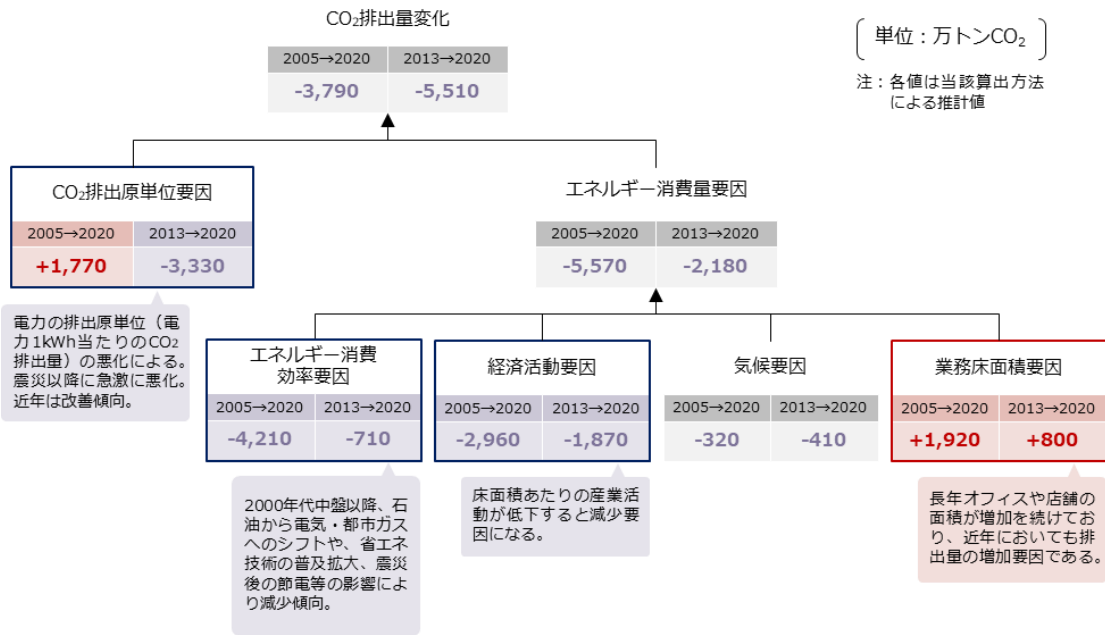 CO₂排出量変化
単位：万トンCO₂
2005→2020 2013→2020
-3,790 -5,510
注：各値は当該算出方法
による推計値
CO₂排出原単位要因
2005→2020 2013→2020
+1,770 -3,330
エネルギー消費量要因
2005→2020 2013→2020
-5,570 -2,180
電力の排出原単位（電
力1kWh当たりのCO₂
排出量）の悪化による。
震災以降に急激に悪化。
近年は改善傾向。
エネルギー消費
効率要因
2005→2020 2013→2020
-4,210 -710
経済活動要因
2005→2020 2013→2020
-2,960 -1,870
気候要因
2005→2020 2013→2020
-320 -410
業務床面積要因
2005→2020 2013→2020
+1,920 +800
2000年代中盤以降、石
油から電気・都市ガス
へのシフトや、省エネ
技術の普及拡大、震災
後の節電等の影響によ
り減少傾向。
床面積あたりの産業活
動が低下すると減少要
因になる。
長年オフィスや店舗の
面積が増加を続けてお
り、近年においても排
出量の増加要因である。